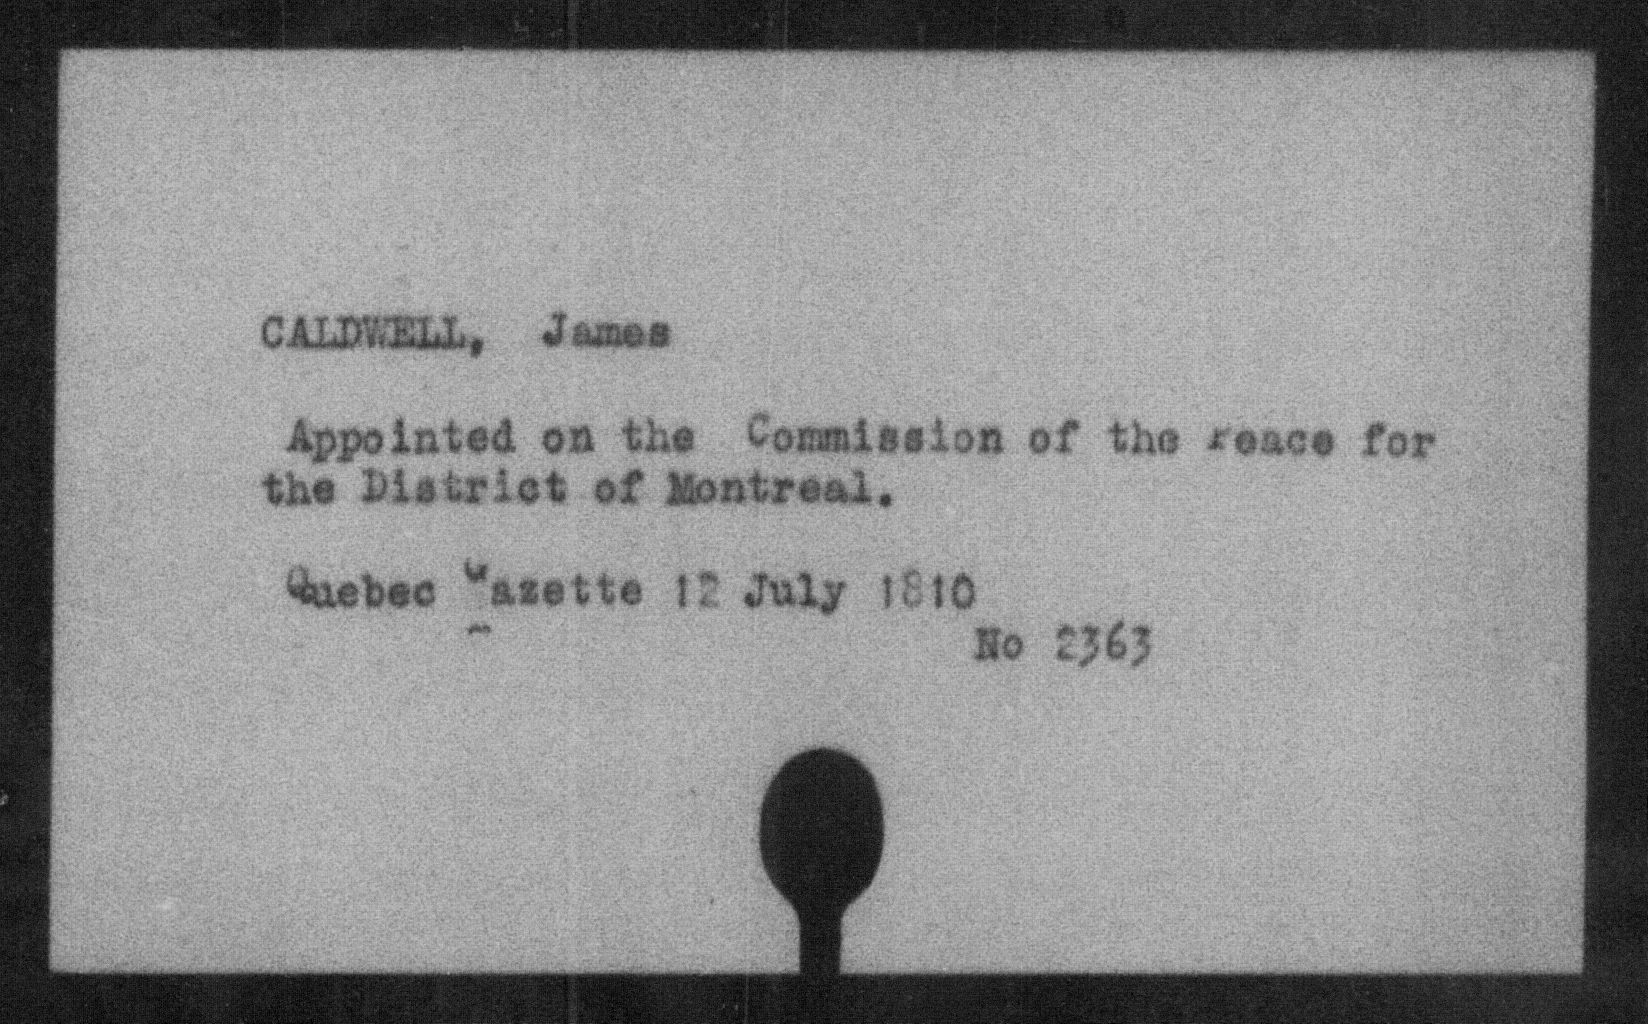 CALDWELL, James
Appointed on the Commission of the Peace for
the District of Montreal.
Quebec Gazette 12 July 1810
No 2363